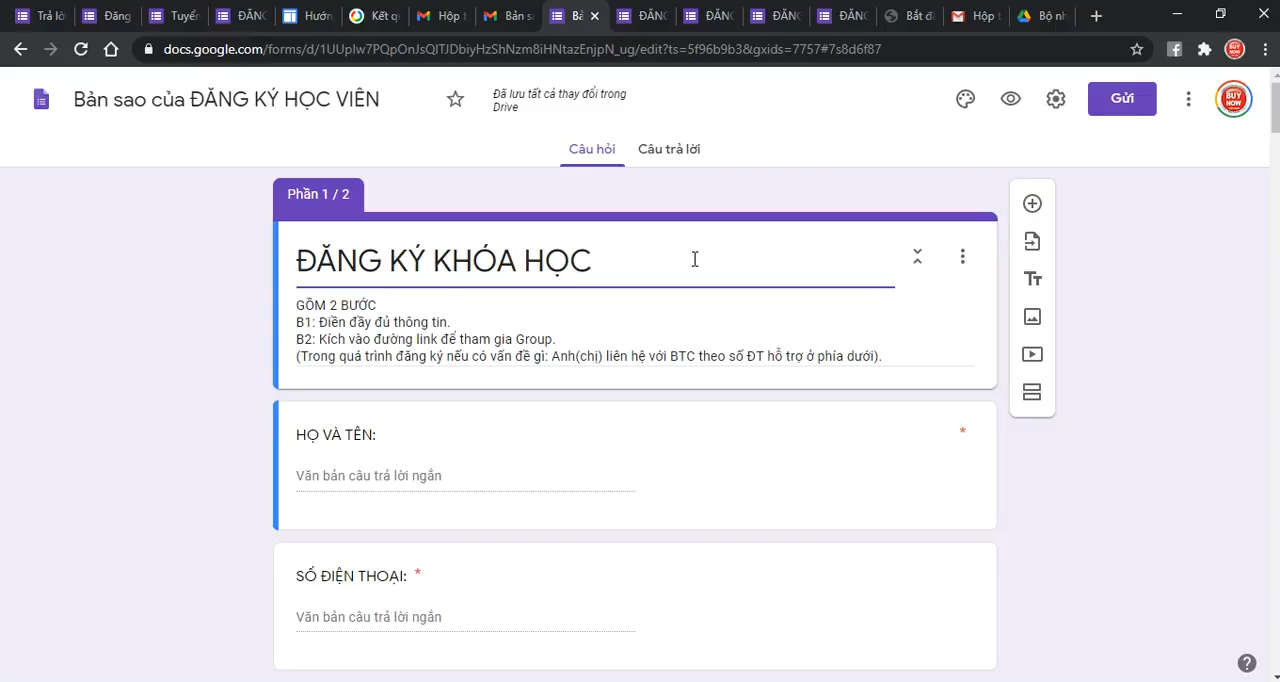 Trả lờ
Đăng
Tuyển
ĐĂNG
Hướn
Kết q
Hộp t
Bản s
Bả
ĐĂNG
ĐĂNG
ĐĂNG
ĐĂNG
Bắt đ
Hộp t
Bộ nh
docs.google.com/forms/d/1UUpIw7PQpOnJsQITJDbiyHzShNzm8iHNtazEnjpN_ug/edit?ts=5f96b9b3&gxids=7757#7s8d6f87
Bản sao của ĐĂNG KÝ HỌC VIÊN
Đã lưu tất cả thay đổi trong
Drive
Gửi
BUY
NOW
Câu hỏi
Câu trả lời
Phần 1 / 2
ĐĂNG KÝ KHÓA HỌC
GỒM 2 BƯỚC
B1: Điền đầy đủ thông tin.
B2: Kích vào đường link để tham gia Group.
(Trong quá trình đăng ký nếu có vấn đề gì: Anh(chị) liên hệ với BTC theo số ĐT hỗ trợ ở phía dưới).
HỌ VÀ TÊN: *
Văn bản câu trả lời ngắn
SỐ ĐIỆN THOẠI: *
Văn bản câu trả lời ngắn